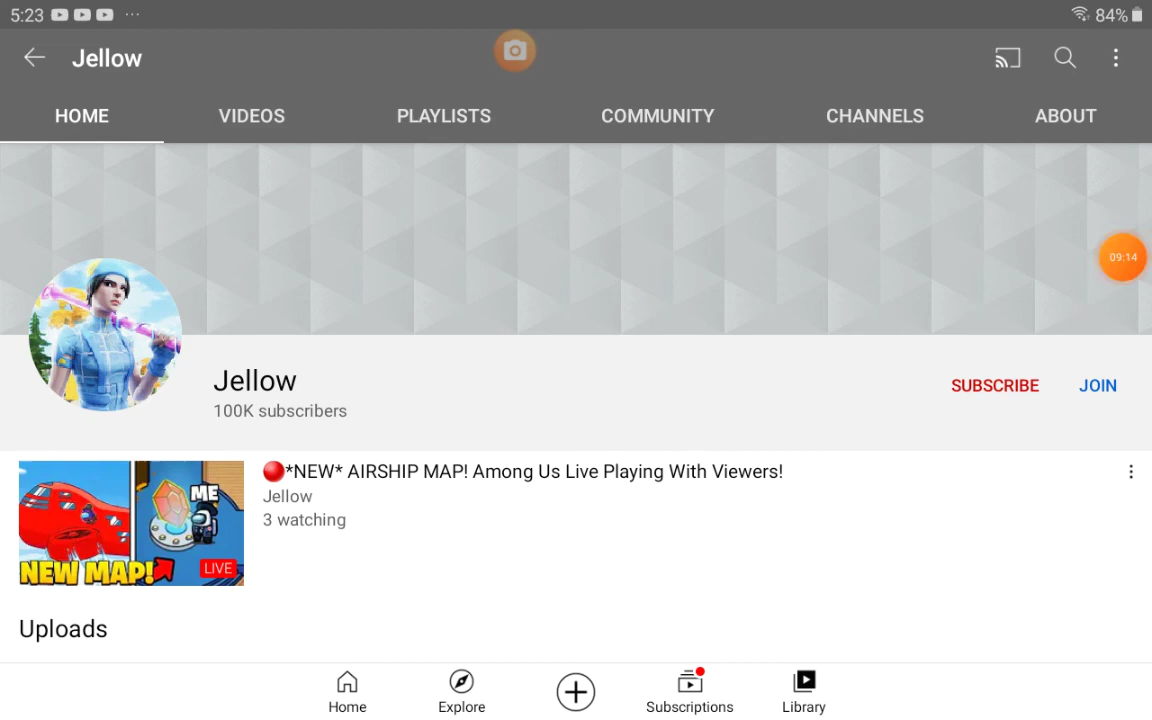 5:23
84%
Jellow
HOME
VIDEOS
PLAYLISTS
COMMUNITY
CHANNELS
ABOUT
09:14
Jellow
100K subscribers
SUBSCRIBE
JOIN
*NEW* AIRSHIP MAP! Among Us Live Playing With Viewers!
Jellow
3 watching
ME
NEW MAP!
LIVE
Uploads
Home
Explore
Subscriptions
Library